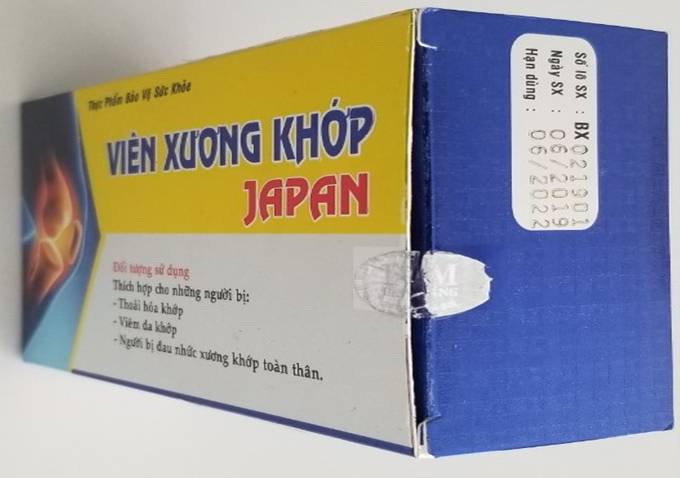 Thực Phẩm Bảo Vệ Sức Khỏe
VIÊN XƯƠNG KHỚP
JAPAN
Đối tượng sử dụng
Thích hợp cho những người bị:
- Thoái hóa khớp
- Viêm đa khớp
- Người bị đau nhức xương khớp toàn thân.
Số lô SX : BX021901
Ngày SX : 06/2019
Hạn dùng : 06/2022